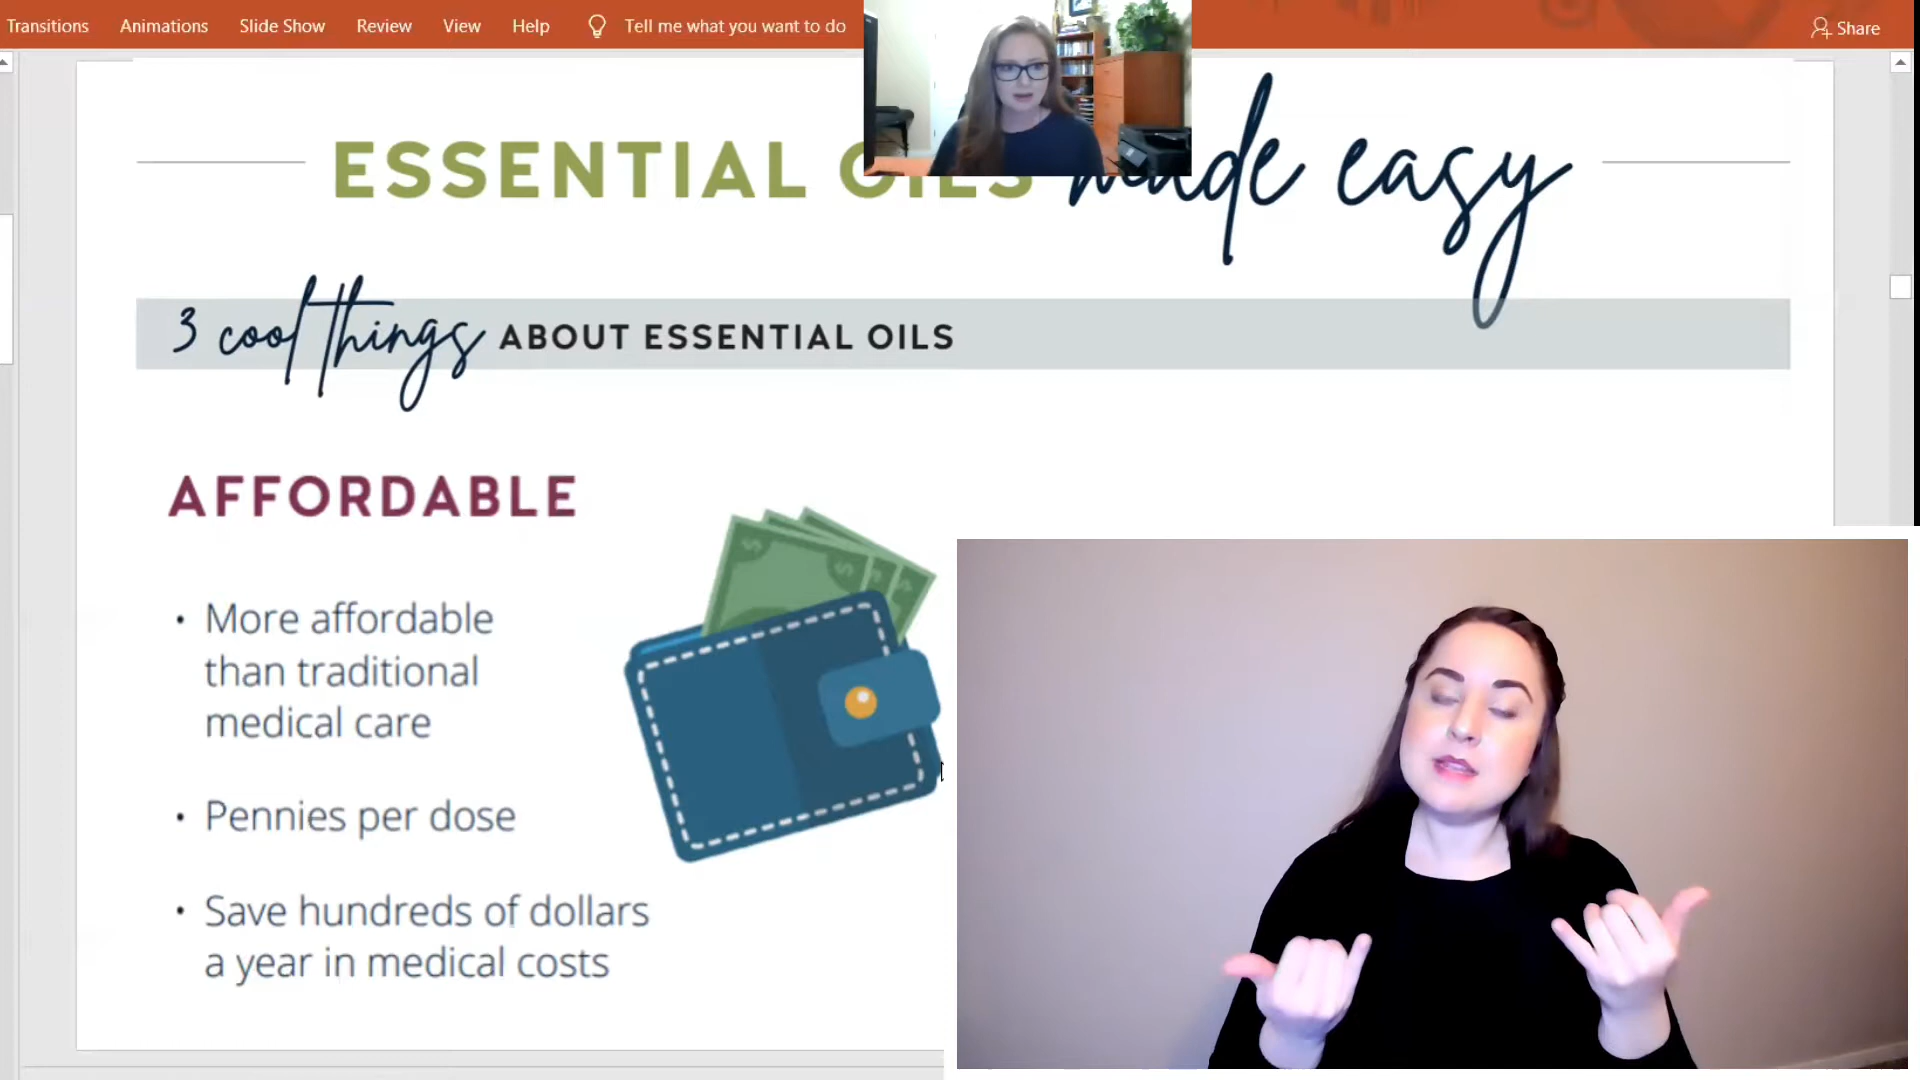 Transitions Animations Slide Show Review View Help Tell me what you want to do Share
ESSENTIAL OILS made easy
3 cool things ABOUT ESSENTIAL OILS
AFFORDABLE
• More affordable
than traditional
medical care
• Pennies per dose
• Save hundreds of dollars
a year in medical costs